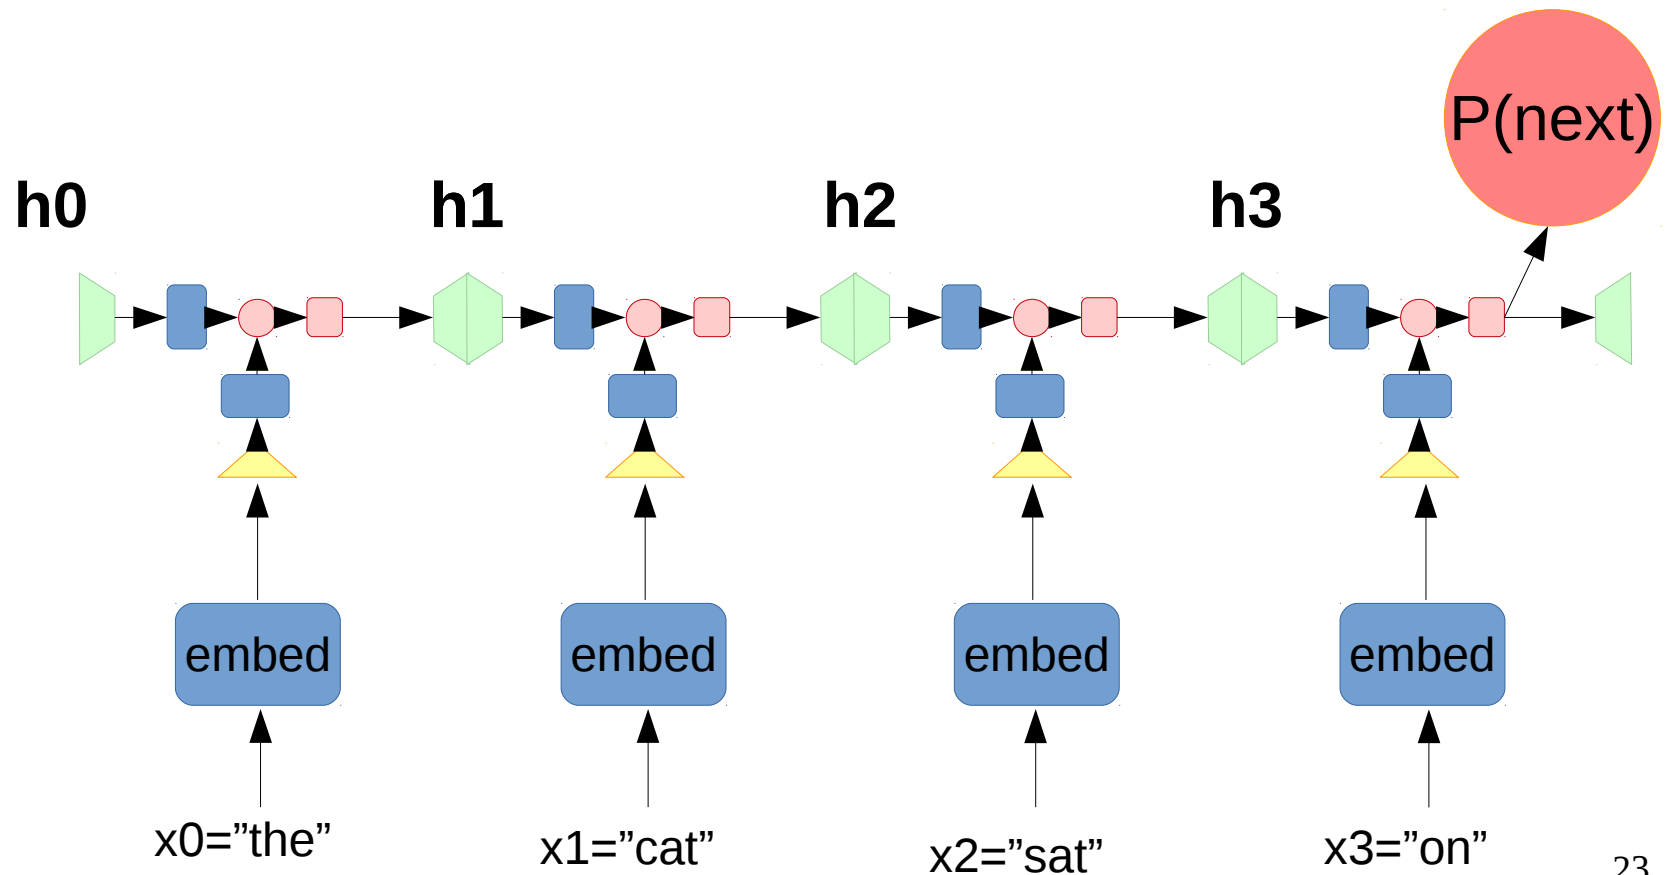 P(next)
h0 h1 h2 h3
embed embed embed embed
x0=”the” x1=”cat” x2=”sat” x3=”on”
23